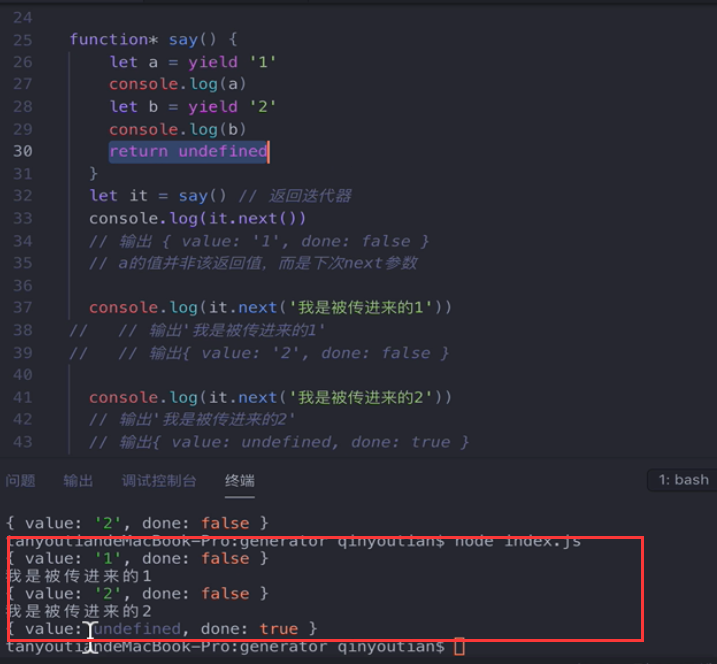 24
25 function* say() {
26 let a = yield '1'
27 console.log(a)
28 let b = yield '2'
29 console.log(b)
30 return undefined
31 }
32 let it = say() // 返回迭代器
33 console.log(it.next())
34 // 输出 { value: '1', done: false }
35 // a的值并非该返回值，而是下次next参数
36
37 console.log(it.next('我是被传进来的1'))
38 // // 输出'我是被传进来的1'
39 // // 输出{ value: '2', done: false }
40
41 console.log(it.next('我是被传进来的2'))
42 // 输出'我是被传进来的2'
43 // 输出{ value: undefined, done: true }
问题 输出 调试控制台 终端 1: bash
{ value: '2', done: false }
tanyoutiandeMacBook-Pro:generator qinyoutian$ node index.js
{ value: '1', done: false }
我是被传进来的1
{ value: '2', done: false }
我是被传进来的2
{ value: undefined, done: true }
tanyoutiandeMacBook-Pro:generator qinyoutian$